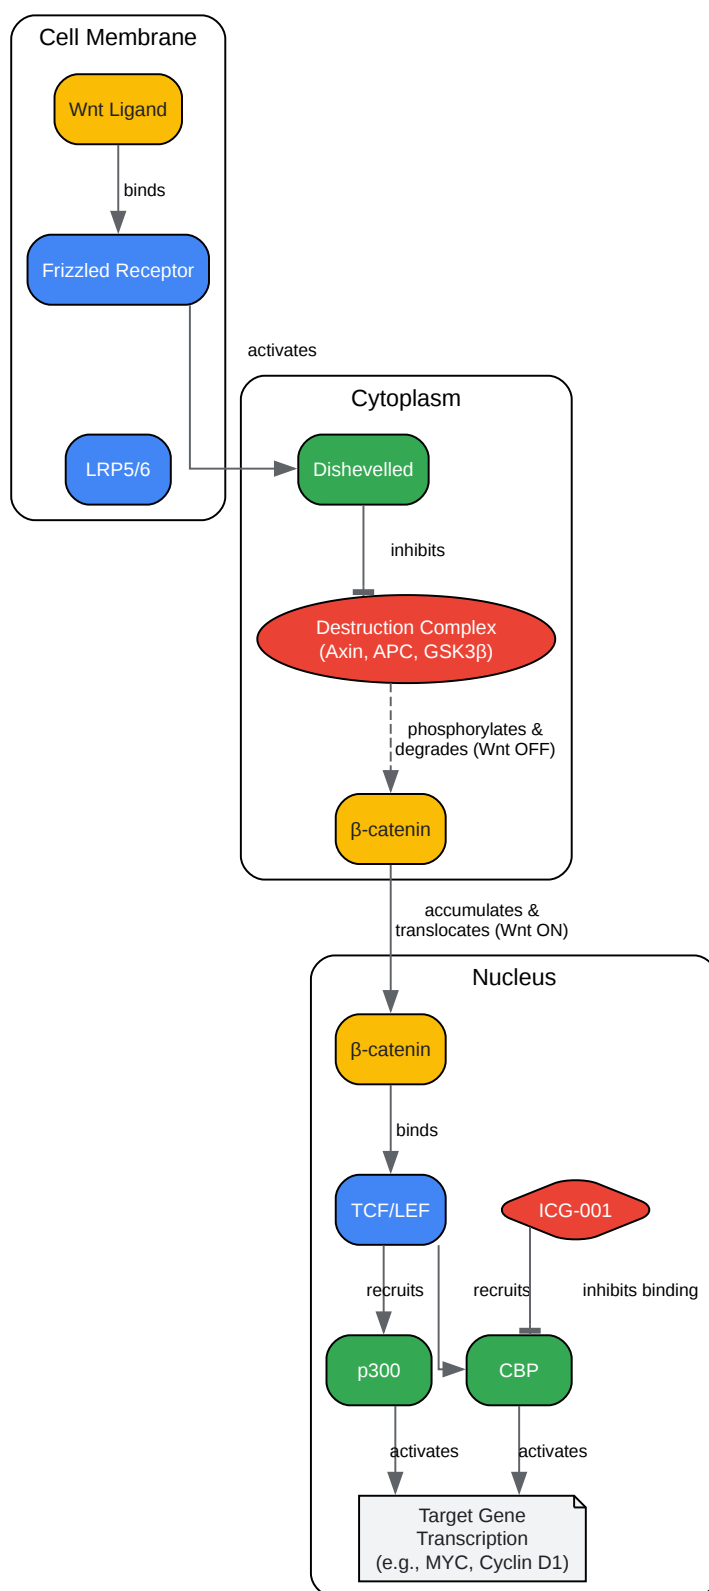 Cell Membrane
Wnt Ligand
binds
Frizzled Receptor
activates
LRP5/6
Cytoplasm
Dishevelled
inhibits
Destruction Complex
(Axin, APC, GSK3β)
phosphorylates &
degrades (Wnt OFF)
β-catenin
accumulates &
translocates (Wnt ON)
Nucleus
β-catenin
binds
TCF/LEF
ICG-001
recruits
recruits
inhibits binding
p300
CBP
activates
activates
Target Gene
Transcription
(e.g., MYC, Cyclin D1)